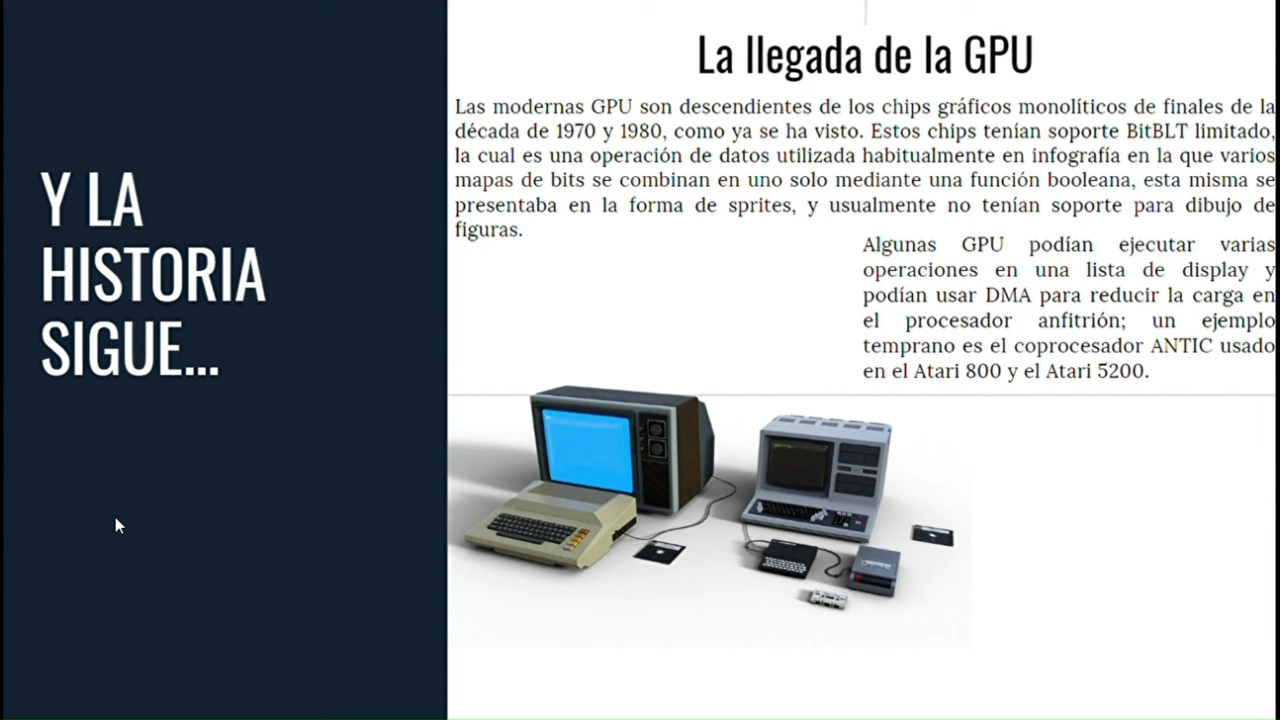 Y LA
HISTORIA
SIGUE...
La llegada de la GPU
Las modernas GPU son descendientes de los chips gráficos monolíticos de finales de la
década de 1970 y 1980, como ya se ha visto. Estos chips tenían soporte BitBLT limitado,
la cual es una operación de datos utilizada habitualmente en infografía en la que varios
mapas de bits se combinan en uno solo mediante una función booleana, esta misma se
presentaba en la forma de sprites, y usualmente no tenían soporte para dibujo de
figuras.
Algunas GPU podían ejecutar varias
operaciones en una lista de display y
podían usar DMA para reducir la carga en
el procesador anfitrión; un ejemplo
temprano es el coprocesador ANTIC usado
en el Atari 800 y el Atari 5200.